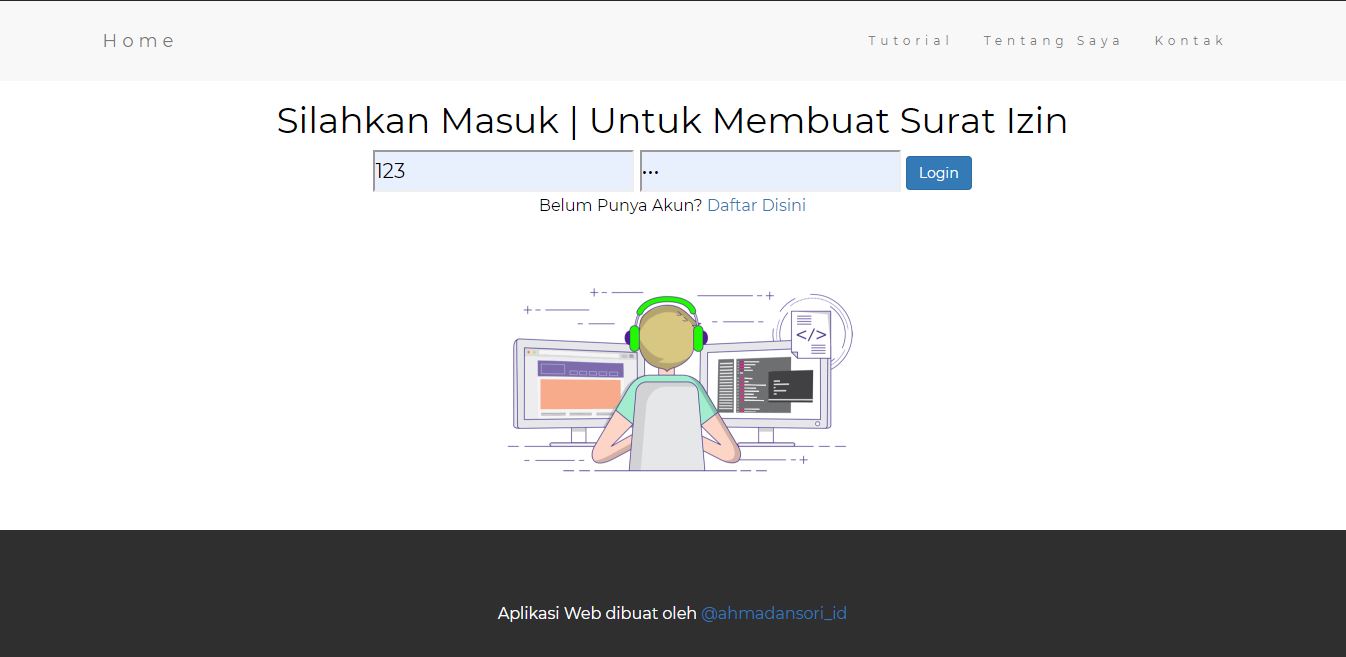 Home
Tutorial Tentang Saya Kontak
Silahkan Masuk | Untuk Membuat Surat Izin
123 ••• Login
Belum Punya Akun? Daftar Disini
</>
Aplikasi Web dibuat oleh @ahmadansori_id